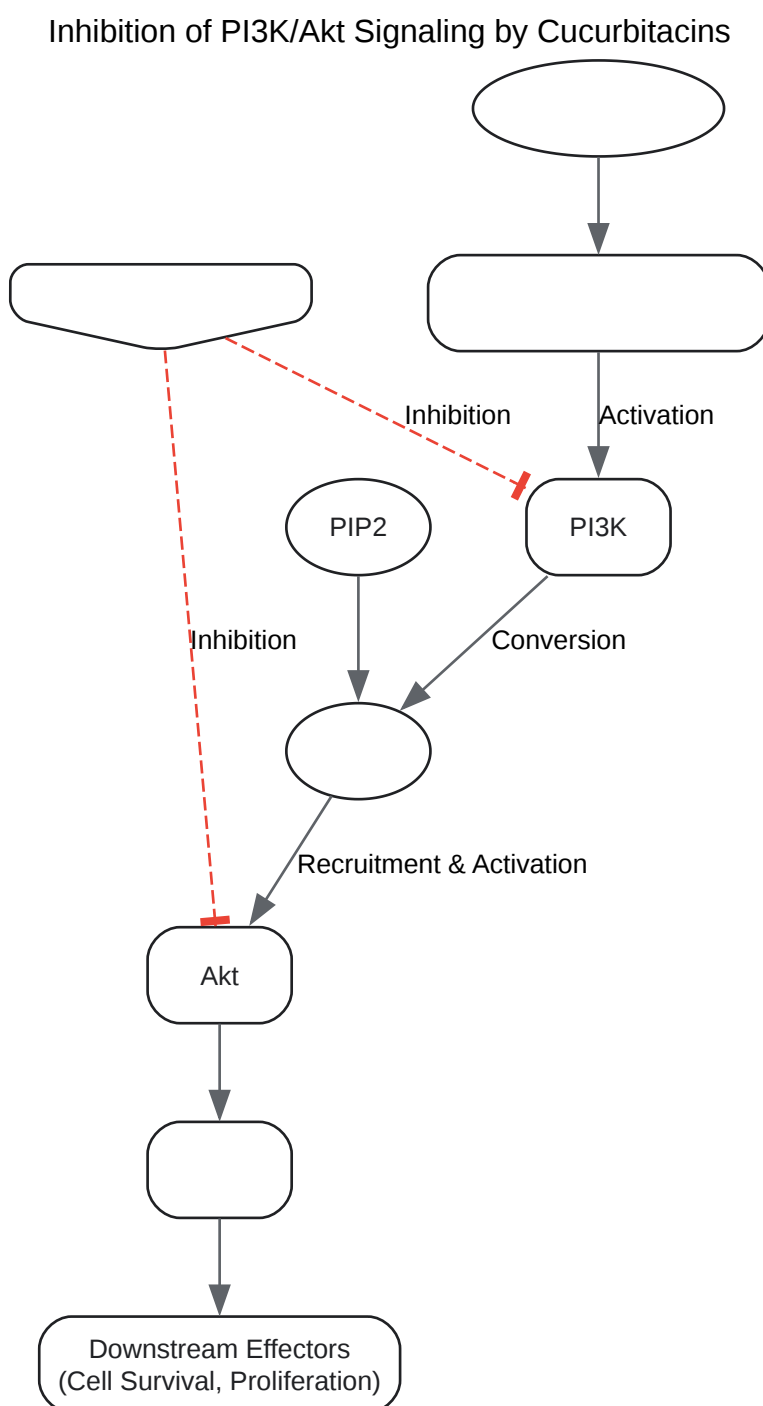 Inhibition of PI3K/Akt Signaling by Cucurbitacins
Inhibition
Activation
PIP2
PI3K
Inhibition
Conversion
Recruitment & Activation
Akt
Downstream Effectors
(Cell Survival, Proliferation)